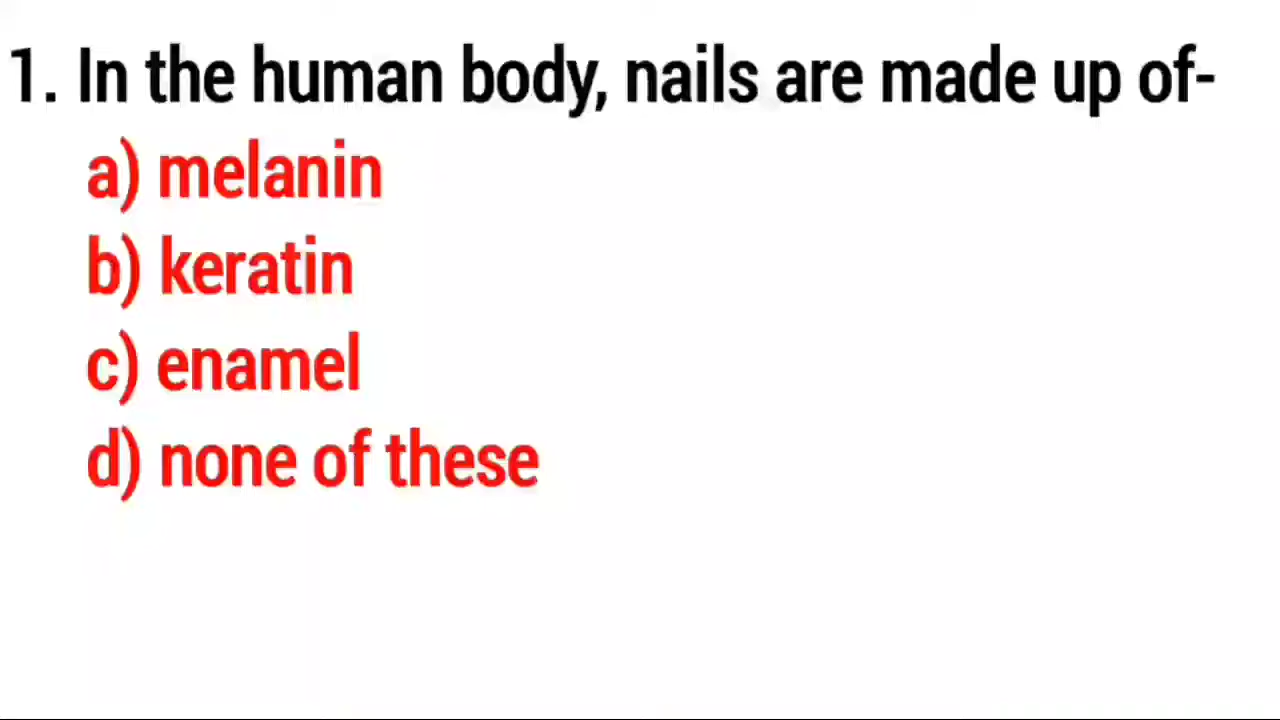 1. In the human body, nails are made up of-
a) melanin
b) keratin
c) enamel
d) none of these